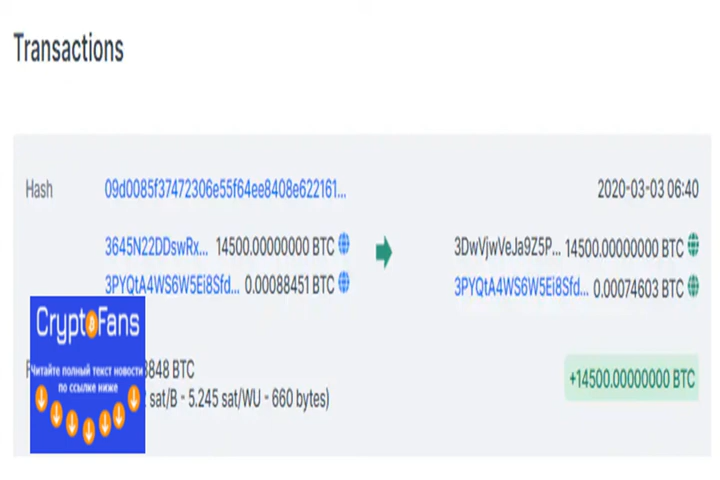 Transactions
Hash 09d0085f37472306e55f64ee8408e622161... 2020-03-03 06:40
3645N22DDswRx... 14500.00000000 BTC 3DwVjwVeJa9Z5P... 14500.00000000 BTC
3PYQtA4WS6W5Ei8Sfd... 0.00088451 BTC 3PYQtA4WS6W5Ei8Sfd... 0.00074603 BTC
CryptoFans
Читайте полный текст новости
по ссылке ниже
3848 BTC
sat/B - 5.245 sat/WU - 660 bytes)
+14500.00000000 BTC